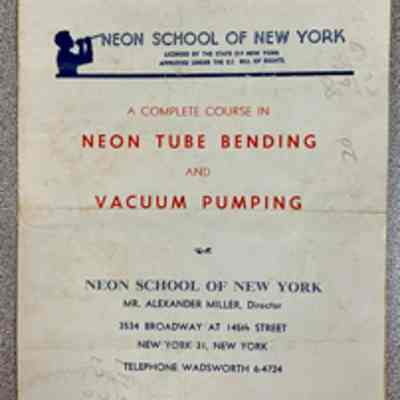 NEON SCHOOL OF NEW YORK
LICENSED BY THE STATE OF NEW YORK
APPROVED UNDER THE G.I. BILL OF RIGHTS
A COMPLETE COURSE IN
NEON TUBE BENDING
AND
VACUUM PUMPING
NEON SCHOOL OF NEW YORK
MR. ALEXANDER MILLER, Director
3534 BROADWAY AT 145th STREET
NEW YORK 31, NEW YORK
TELEPHONE WADSWORTH 6-4724